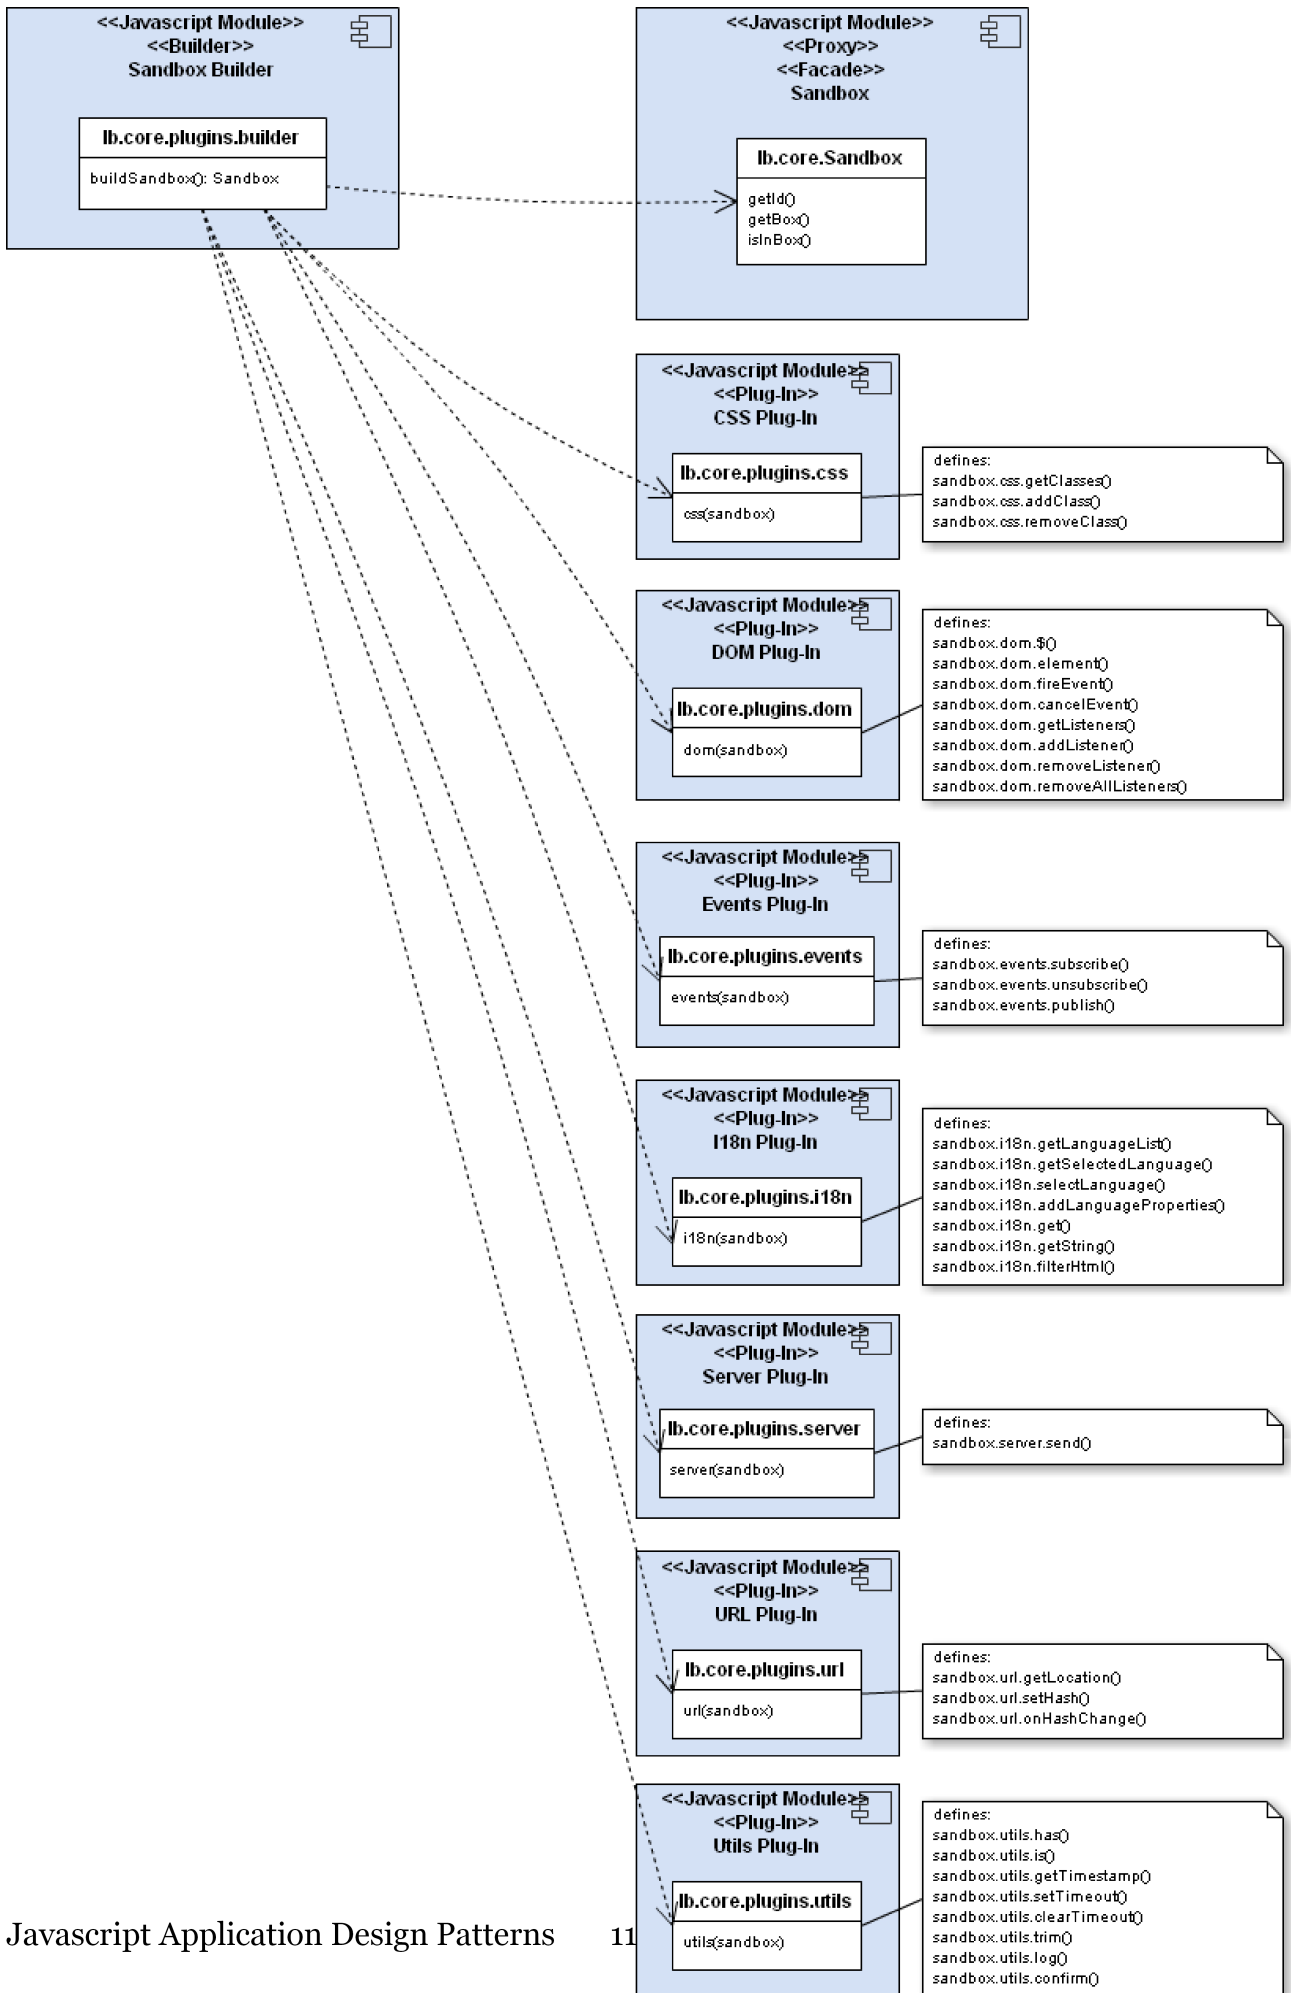 <<Javascript Module>>
<<Builder>>
Sandbox Builder
lb.core.plugins.builder
buildSandbox(): Sandbox
<<Javascript Module>>
<<Proxy>>
<<Facade>>
Sandbox
lb.core.Sandbox
getId()
getBox()
isInBox()
<<Javascript Module>>
<<Plug-In>>
CSS Plug-In
lb.core.plugins.css
css(sandbox)
defines:
sandbox.css.getClasses()
sandbox.css.addClass()
sandbox.css.removeClass()
<<Javascript Module>>
<<Plug-In>>
DOM Plug-In
lb.core.plugins.dom
dom(sandbox)
defines:
sandbox.dom.$()
sandbox.dom.element()
sandbox.dom.fireEvent()
sandbox.dom.cancelEvent()
sandbox.dom.getListeners()
sandbox.dom.addListener()
sandbox.dom.removeListener()
sandbox.dom.removeAllListeners()
<<Javascript Module>>
<<Plug-In>>
Events Plug-In
lb.core.plugins.events
events(sandbox)
defines:
sandbox.events.subscribe()
sandbox.events.unsubscribe()
sandbox.events.publish()
<<Javascript Module>>
<<Plug-In>>
I18n Plug-In
lb.core.plugins.i18n
i18n(sandbox)
defines:
sandbox.i18n.getLanguageList()
sandbox.i18n.getSelectedLanguage()
sandbox.i18n.selectLanguage()
sandbox.i18n.addLanguageProperties()
sandbox.i18n.get()
sandbox.i18n.getString()
sandbox.i18n.filterHtml()
<<Javascript Module>>
<<Plug-In>>
Server Plug-In
lb.core.plugins.server
server(sandbox)
defines:
sandbox.server.send()
<<Javascript Module>>
<<Plug-In>>
URL Plug-In
lb.core.plugins.url
url(sandbox)
defines:
sandbox.url.getLocation()
sandbox.url.setHash()
sandbox.url.onHashChange()
<<Javascript Module>>
<<Plug-In>>
Utils Plug-In
lb.core.plugins.utils
utils(sandbox)
defines:
sandbox.utils.has()
sandbox.utils.is()
sandbox.utils.getTimestamp()
sandbox.utils.setTimeout()
sandbox.utils.clearTimeout()
sandbox.utils.trim()
sandbox.utils.log()
sandbox.utils.confirm()
Javascript Application Design Patterns 11